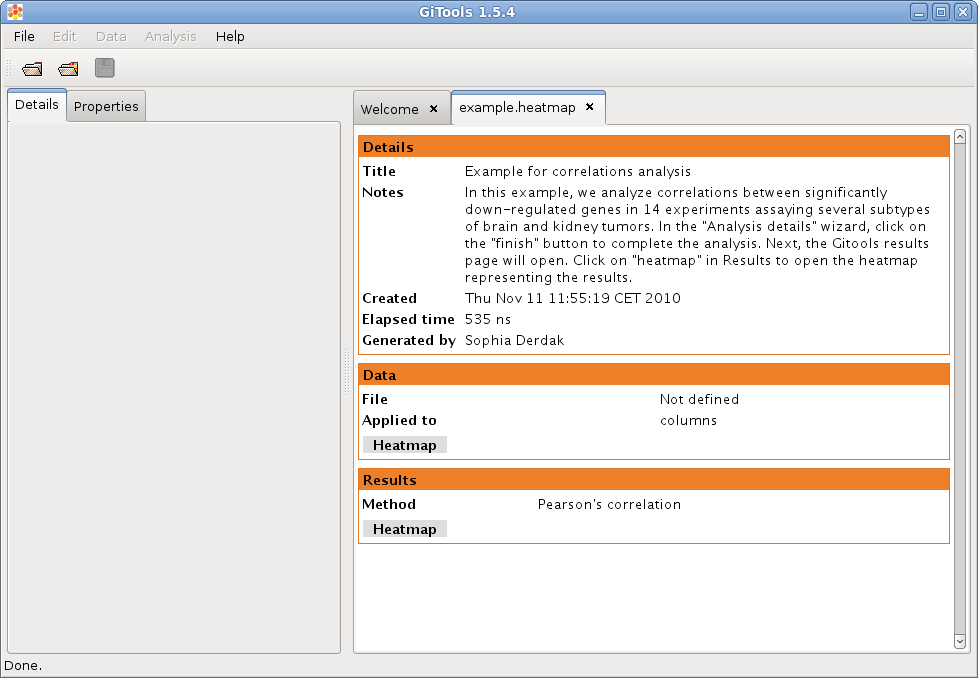 GiTools 1.5.4
File Edit Data Analysis Help
Details Properties
Welcome × example.heatmap ×
Details
Title Example for correlations analysis
Notes In this example, we analyze correlations between significantly
down-regulated genes in 14 experiments assaying several subtypes
of brain and kidney tumors. In the "Analysis details" wizard, click on
the "finish" button to complete the analysis. Next, the Gitools results
page will open. Click on "heatmap" in Results to open the heatmap
representing the results.
Created Thu Nov 11 11:55:19 CET 2010
Elapsed time 535 ns
Generated by Sophia Derdak
Data
File Not defined
Applied to columns
Heatmap
Results
Method Pearson's correlation
Heatmap
Done.